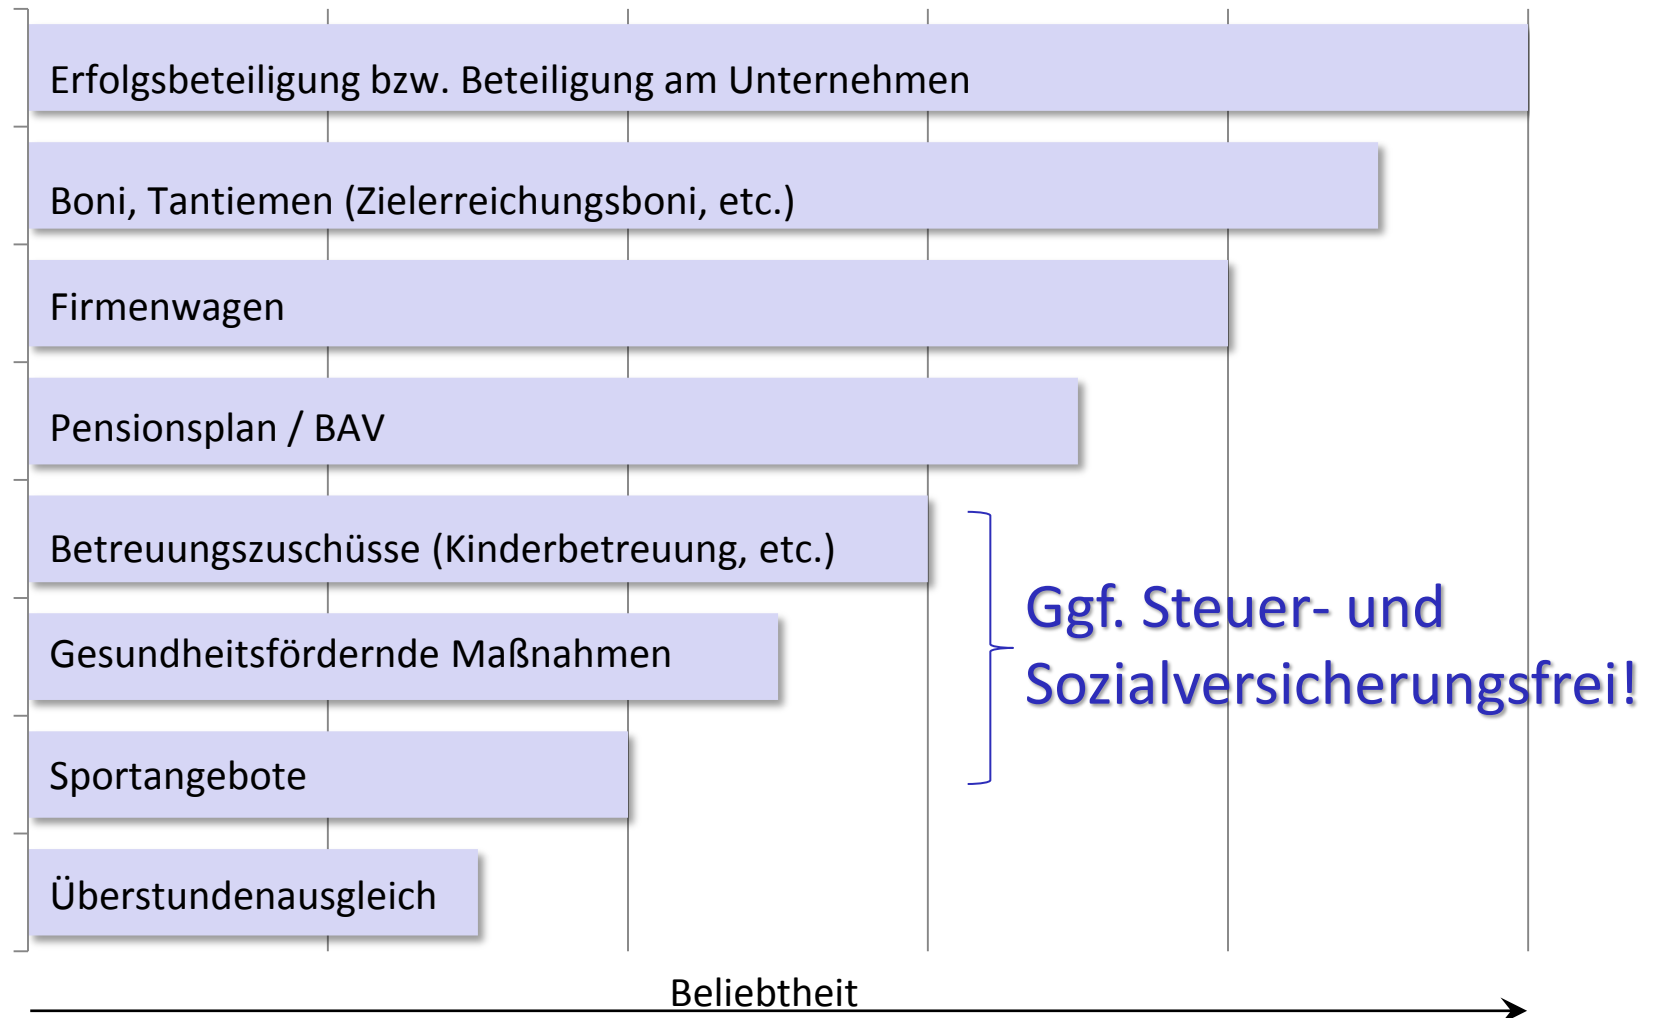 Erfolgsbeteiligung bzw. Beteiligung am Unternehmen
Boni, Tantiemen (Zielerreichungsboni, etc.)
Firmenwagen
Pensionsplan / BAV
Betreuungszuschüsse (Kinderbetreuung, etc.)
Gesundheitsfördernde Maßnahmen
Sportangebote
Überstundenausgleich
Ggf. Steuer- und
Sozialversicherungsfrei!
Beliebtheit